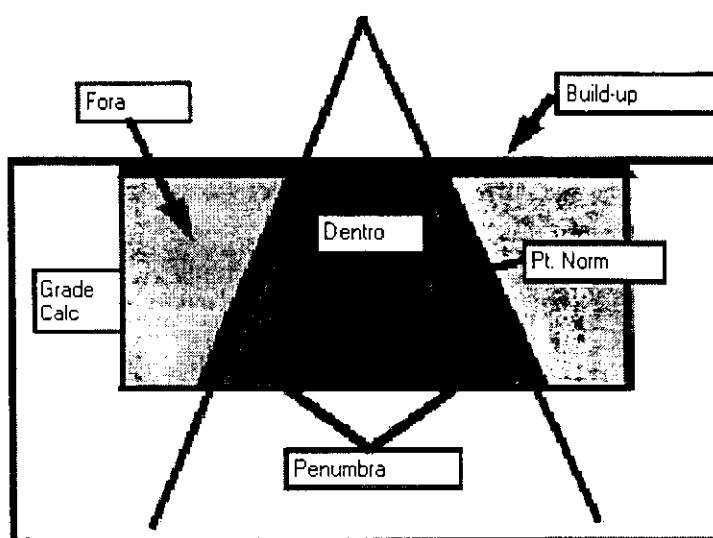 Fora
Build-up
Dentro
Pt. Norm
Grade
Calc
Penumbra